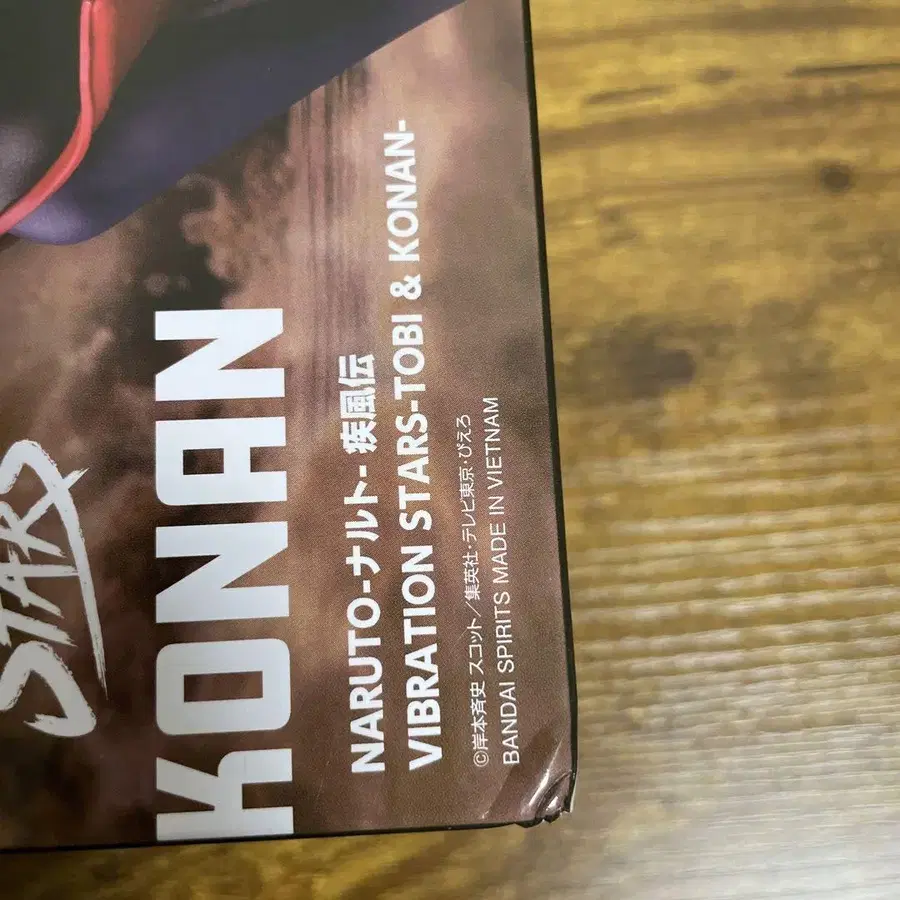 STARS
KONAN
NARUTO-ナルト- 疾風伝
VIBRATION STARS-TOBI & KONAN-
©岸本斉史 スコット／集英社・テレビ東京・ぴえろ
BANDAI SPIRITS MADE IN VIETNAM